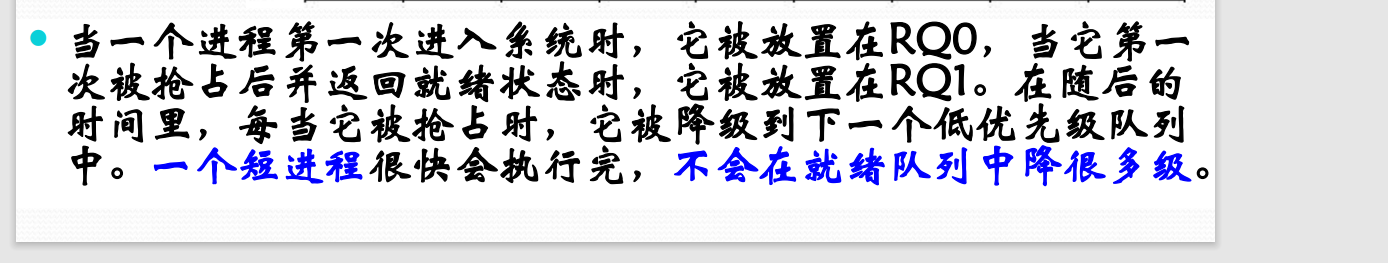 当一个进程第一次进入系统时，它被放置在RQ0，当它第一
次被抢占后并返回就绪状态时，它被放置在RQ1。在随后的
时间里，每当它被抢占时，它被降级到下一个低优先级队列
中。一个短进程很快会执行完，不会在就绪队列中降很多级。